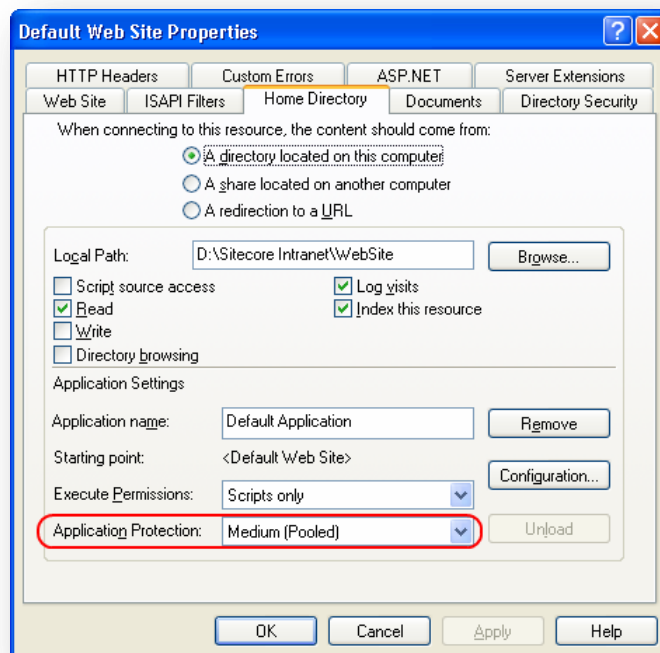 Default Web Site Properties
HTTP Headers Custom Errors ASP.NET Server Extensions
Web Site ISAPI Filters Home Directory Documents Directory Security
When connecting to this resource, the content should come from:
A directory located on this computer
A share located on another computer
A redirection to a URL
Local Path: D:\Sitecore Intranet\WebSite Browse...
Script source access Log visits
Read Index this resource
Write
Directory browsing
Application Settings
Application name: Default Application Remove
Starting point: <Default Web Site>
Configuration...
Execute Permissions: Scripts only
Application Protection: Medium (Pooled) Unload
OK Cancel Apply Help